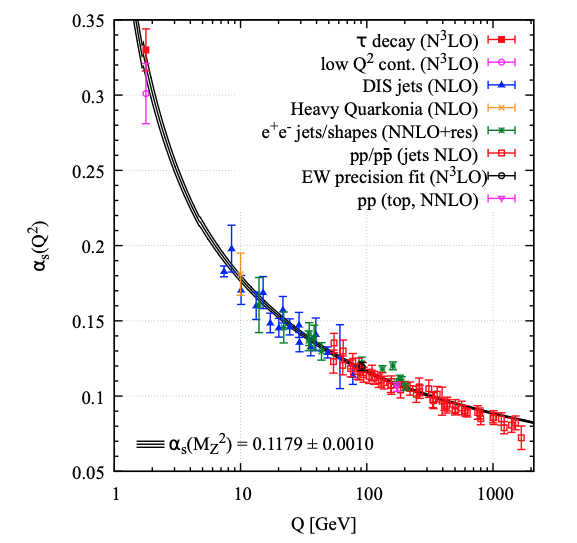 0.35
0.3
0.25
0.2
0.15
0.1
0.05
αs(Q²)
τ decay (N³LO)
low Q² cont. (N³LO)
DIS jets (NLO)
Heavy Quarkonia (NLO)
e⁺e⁻ jets/shapes (NNLO+res)
pp/pp̅ (jets NLO)
EW precision fit (N³LO)
pp (top, NNLO)
αs(M_Z²) = 0.1179 ± 0.0010
1 10 100 1000
Q [GeV]